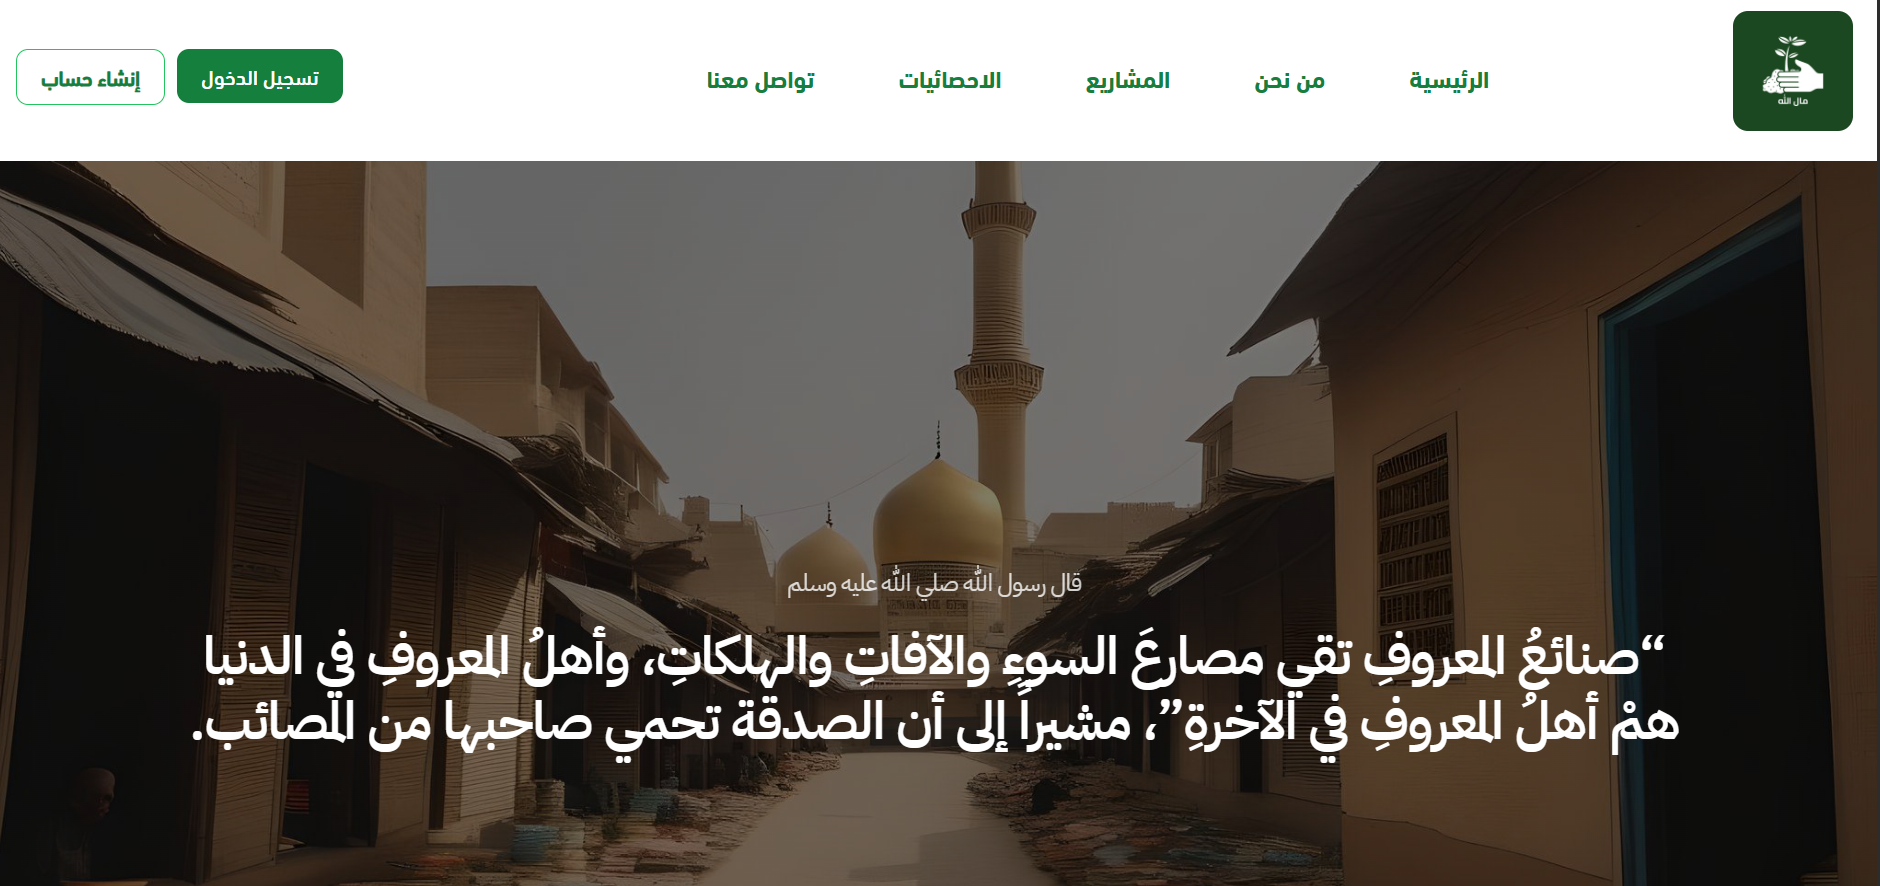 مال الله
الرئيسية
من نحن
المشاريع
الاحصائيات
تواصل معنا
تسجيل الدخول
إنشاء حساب
قال رسول الله صلي الله عليه وسلم
“صنائعُ المعروفِ تقي مصارعَ السوءِ والآفاتِ والهلكاتِ، وأهلُ المعروفِ في الدنيا
همْ أهلُ المعروفِ في الآخرةِ”، مشيراً إلى أن الصدقة تحمي صاحبها من المصائب.